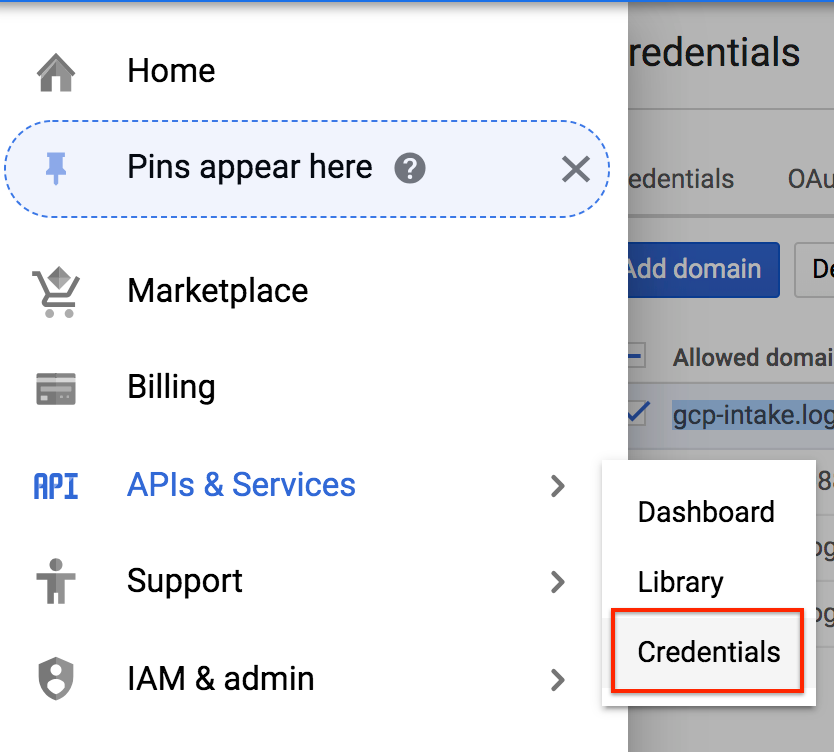 Home
Pins appear here ?
Marketplace
Billing
API APIs & Services
Support
IAM & admin
redentials
edentials OAu
Add domain De
Allowed domai
gcp-intake.log
Dashboard
Library
Credentials